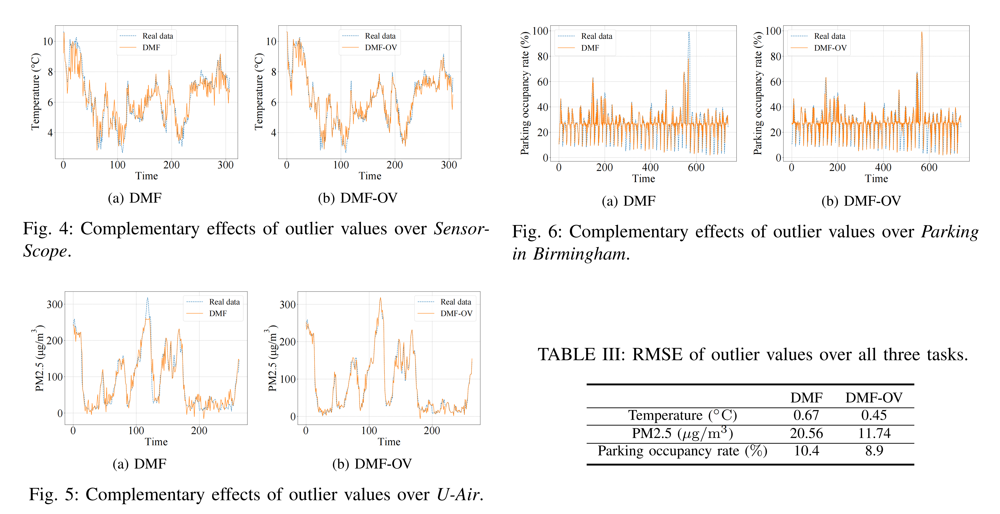 Real data
DMF
10
8
6
4
Temperature (°C)
0 100 200 300
Time
(a) DMF
Real data
DMF-OV
10
8
6
4
Temperature (°C)
0 100 200 300
Time
(b) DMF-OV
Fig. 4: Complementary effects of outlier values over Sensor-
Scope.
Real data
DMF
300
200
100
0
PM2.5 (μg/m³)
0 100 200
Time
(a) DMF
Real data
DMF-OV
300
200
100
0
PM2.5 (μg/m³)
0 100 200
Time
(b) DMF-OV
Fig. 5: Complementary effects of outlier values over U-Air.
Real data
DMF
100
80
60
40
20
0
Parking occupancy rate (%)
0 200 400 600
Time
(a) DMF
Real data
DMF-OV
100
80
60
40
20
0
Parking occupancy rate (%)
0 200 400 600
Time
(b) DMF-OV
Fig. 6: Complementary effects of outlier values over Parking
in Birmingham.
TABLE III: RMSE of outlier values over all three tasks.
DMF DMF-OV
Temperature (°C) 0.67 0.45
PM2.5 (μg/m³) 20.56 11.74
Parking occupancy rate (%) 10.4 8.9